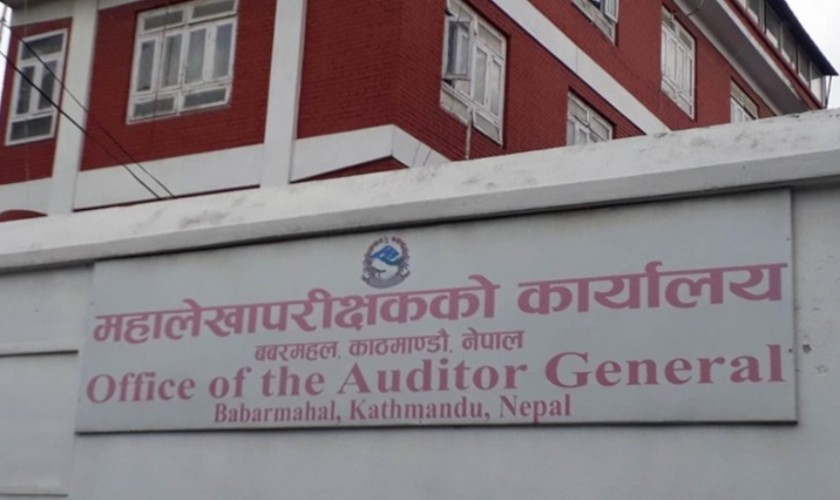 महालेखापरीक्षकको कार्यालय
बबरमहल, काठमाण्डौ, नेपाल
Office of the Auditor General
Babarmahal, Kathmandu, Nepal